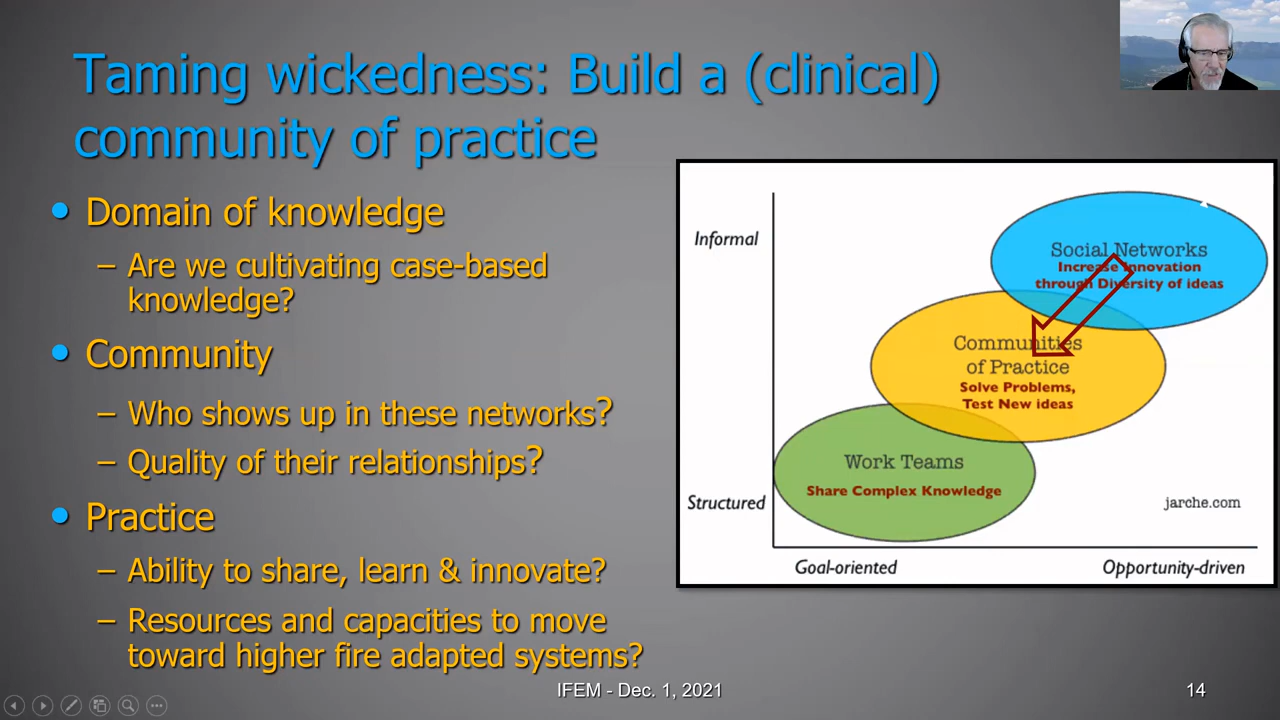 Taming wickedness: Build a (clinical)
community of practice
• Domain of knowledge
– Are we cultivating case-based
knowledge?
• Community
– Who shows up in these networks?
– Quality of their relationships?
• Practice
– Ability to share, learn & innovate?
– Resources and capacities to move
toward higher fire adapted systems?
Informal
Social Networks
Increase Innovation
through Diversity of ideas
Communities
of Practice
Solve Problems,
Test New ideas
Work Teams
Share Complex Knowledge
Structured
jarche.com
Goal-oriented
Opportunity-driven
IFEM - Dec. 1, 2021
14